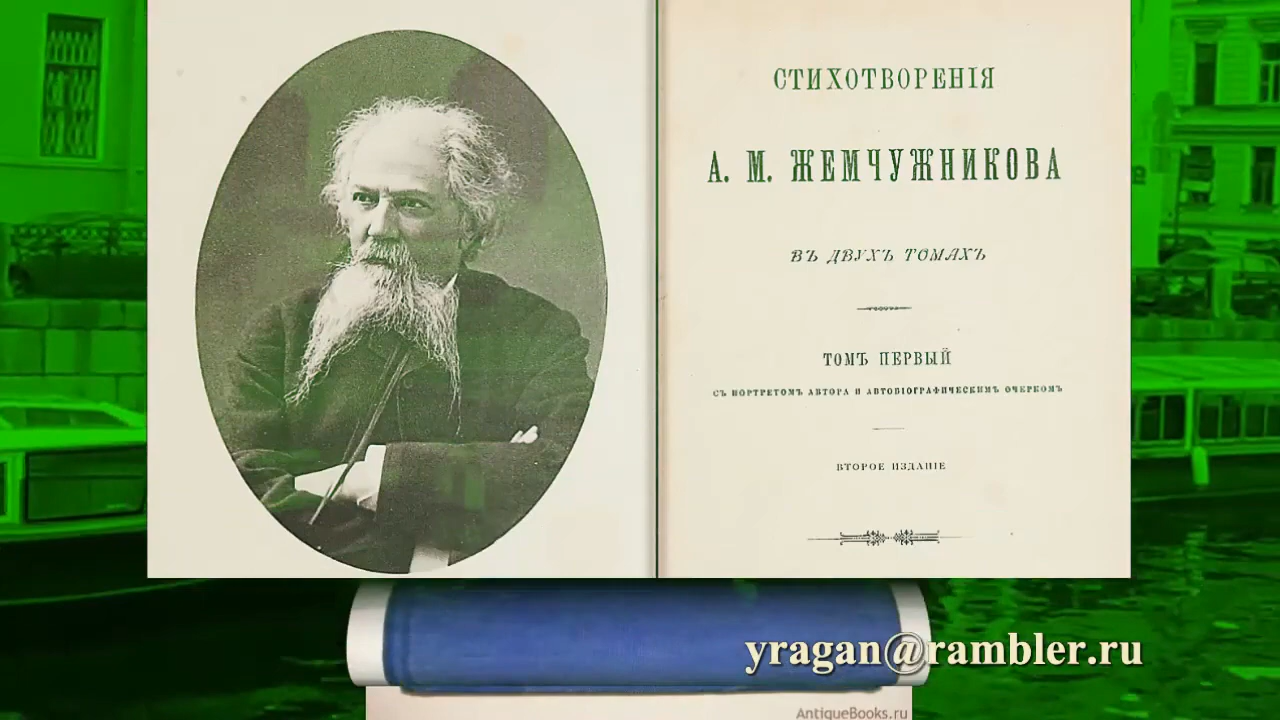 СТИХОТВОРЕНІЯ
А. М. ЖЕМЧУЖНИКОВА
ВЪ ДВУХЪ ТОМАХЪ
ТОМЪ ПЕРВЫЙ
СЪ ПОРТРЕТОМЪ АВТОРА И АВТОБІОГРАФИЧЕСКИМЪ ОЧЕРКОМЪ
ВТОРОЕ ИЗДАНІЕ
yragan@rambler.ru
AntiqueBooks.ru